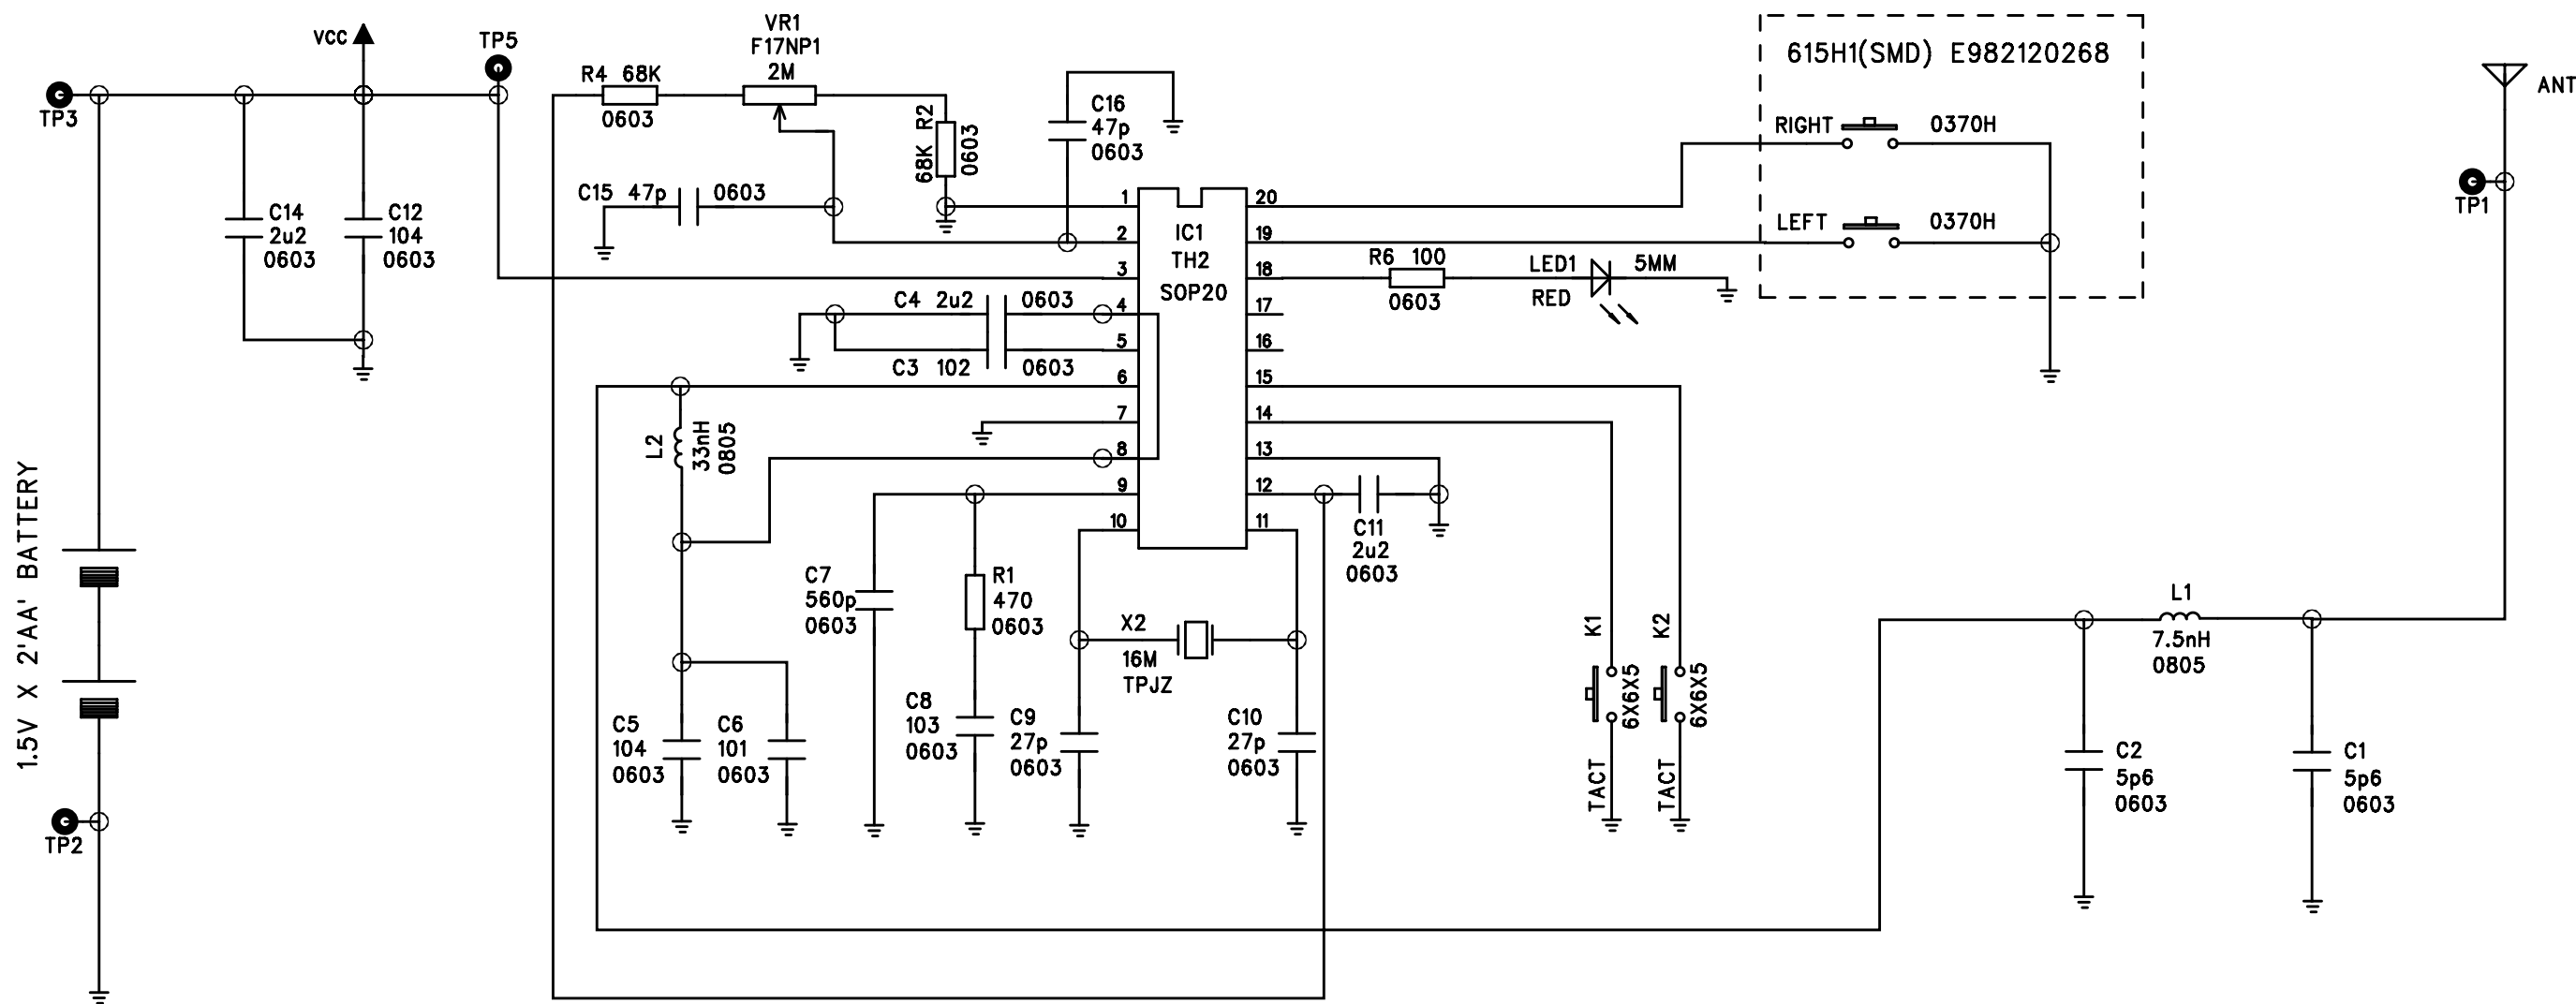 VCC
TP5
TP3
C14
2u2
0603
C12
104
0603
1.5V X 2'AA' BATTERY
TP2
VR1
F17NP1
2M
R4 68K
0603
68K R2
0603
C16
47p
0603
C15 47p 0603
C4 2u2 0603
C3 102 0603
L2
33nH
0805
C5
104
0603
C6
101
0603
C7
560p
0603
R1
470
0603
C8
103
0603
C9
27p
0603
X2
16M
TPJZ
C10
27p
0603
IC1
TH2
SOP20
1
2
3
4
5
6
7
8
9
10
20
19
18
17
16
15
14
13
12
11
C11
2u2
0603
R6 100
0603
LED1 5MM
RED
615H1(SMD) E982120268
RIGHT 0370H
LEFT 0370H
K1
6X6X5
TACT
K2
6X6X5
TACT
ANT
TP1
L1
7.5nH
0805
C2
5p6
0603
C1
5p6
0603